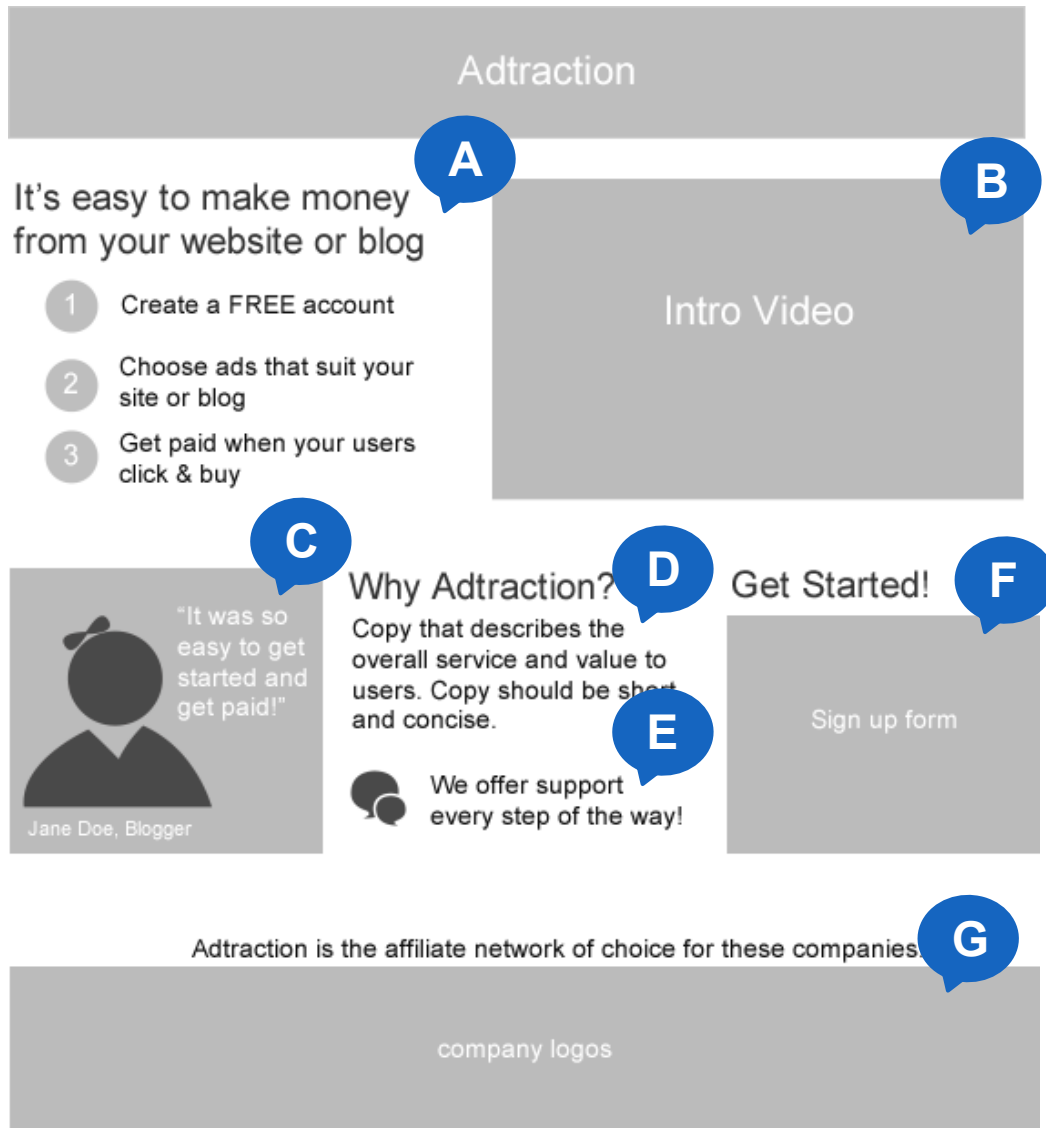 Adtraction
A
B
It's easy to make money
from your website or blog
1
Create a FREE account
2
Choose ads that suit your
site or blog
3
Get paid when your users
click & buy
Intro Video
C
“It was so
easy to get
started and
get paid!”
Jane Doe, Blogger
Why Adtraction?
D
Copy that describes the
overall service and value to
users. Copy should be short
and concise.
E
We offer support
every step of the way!
Get Started!
F
Sign up form
Adtraction is the affiliate network of choice for these companies.
G
company logos